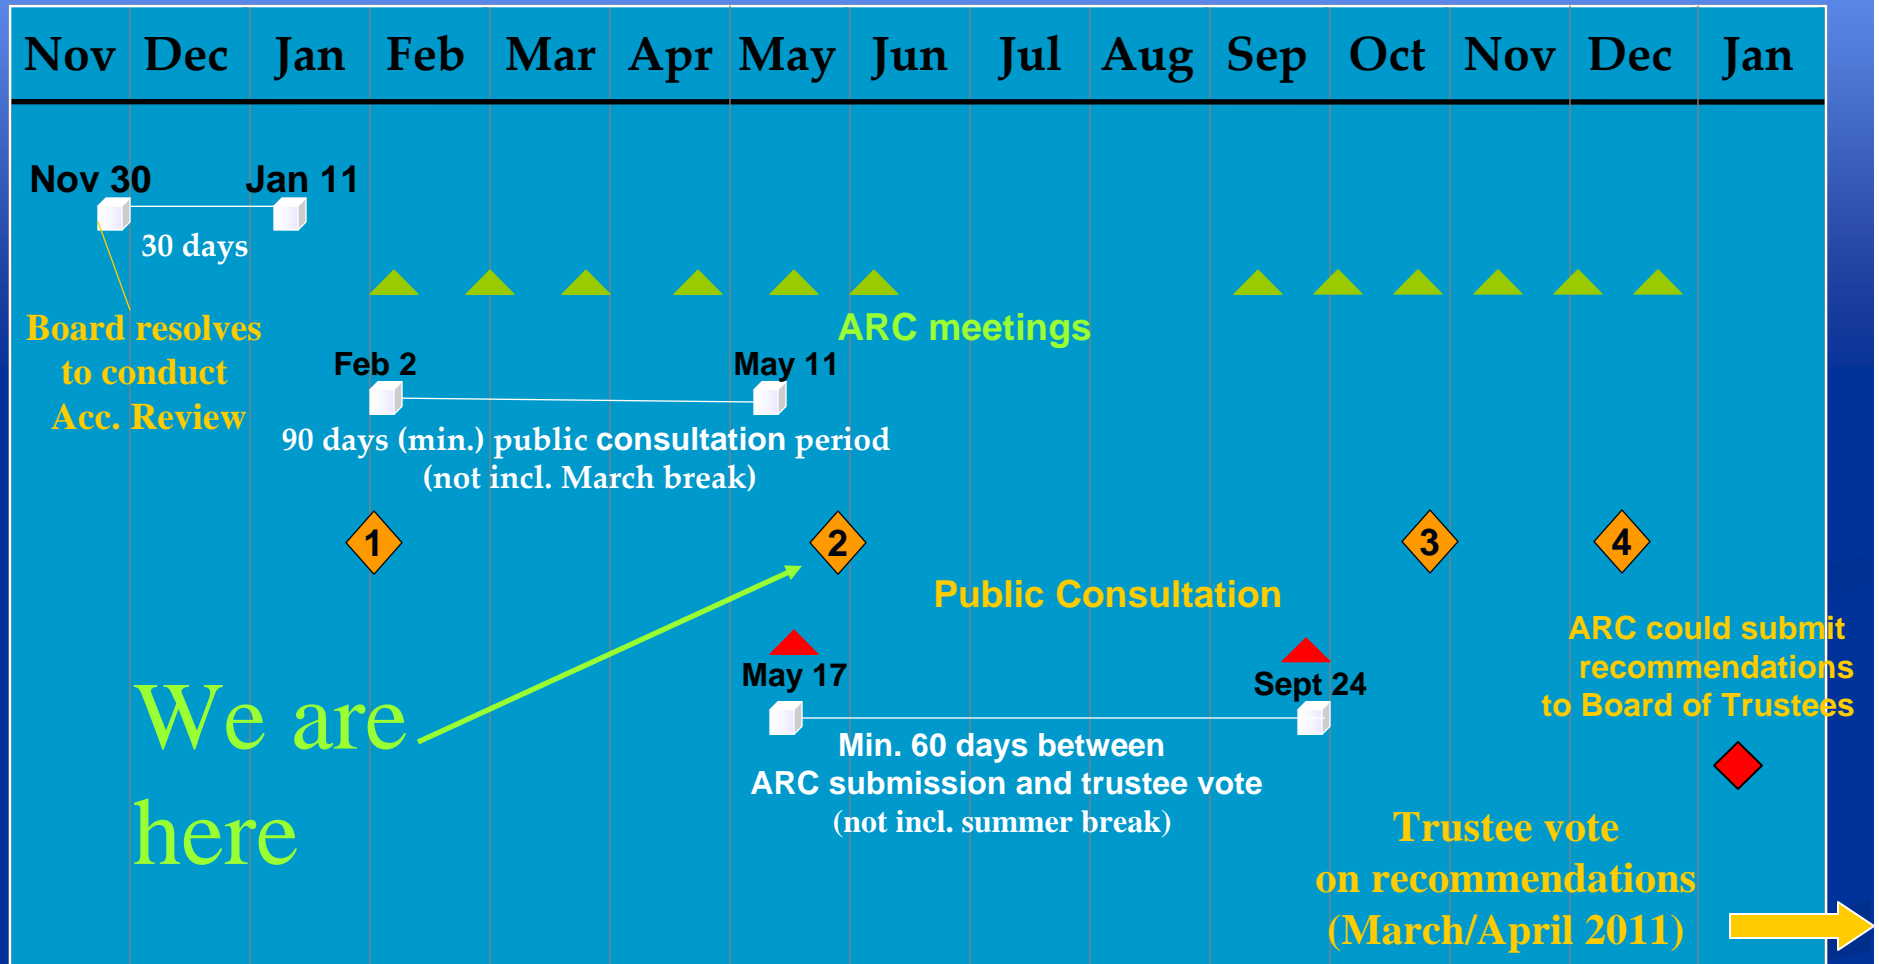 Nov Dec Jan Feb Mar Apr May Jun Jul Aug Sep Oct Nov Dec Jan
Nov 30
Jan 11
30 days
Board resolves
to conduct
Acc. Review
ARC meetings
Feb 2
May 11
90 days (min.) public consultation period
(not incl. March break)
1
2
3
4
Public Consultation
We are
here
May 17
Sept 24
Min. 60 days between
ARC submission and trustee vote
(not incl. summer break)
ARC could submit
recommendations
to Board of Trustees
Trustee vote
on recommendations
(March/April 2011)